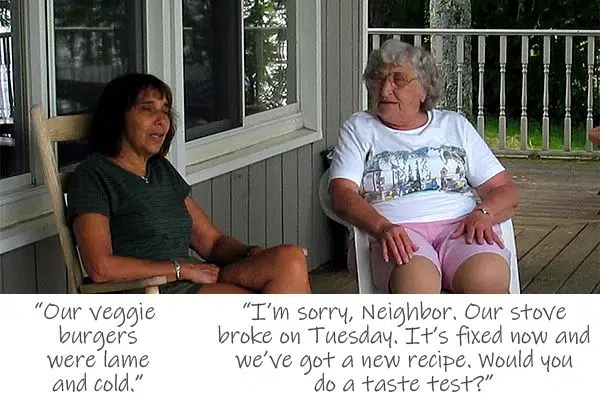 "Our veggie
burgers
were lame
and cold."
"I'm sorry, Neighbor. Our stove
broke on Tuesday. It's fixed now and
we've got a new recipe. Would you
do a taste test?"